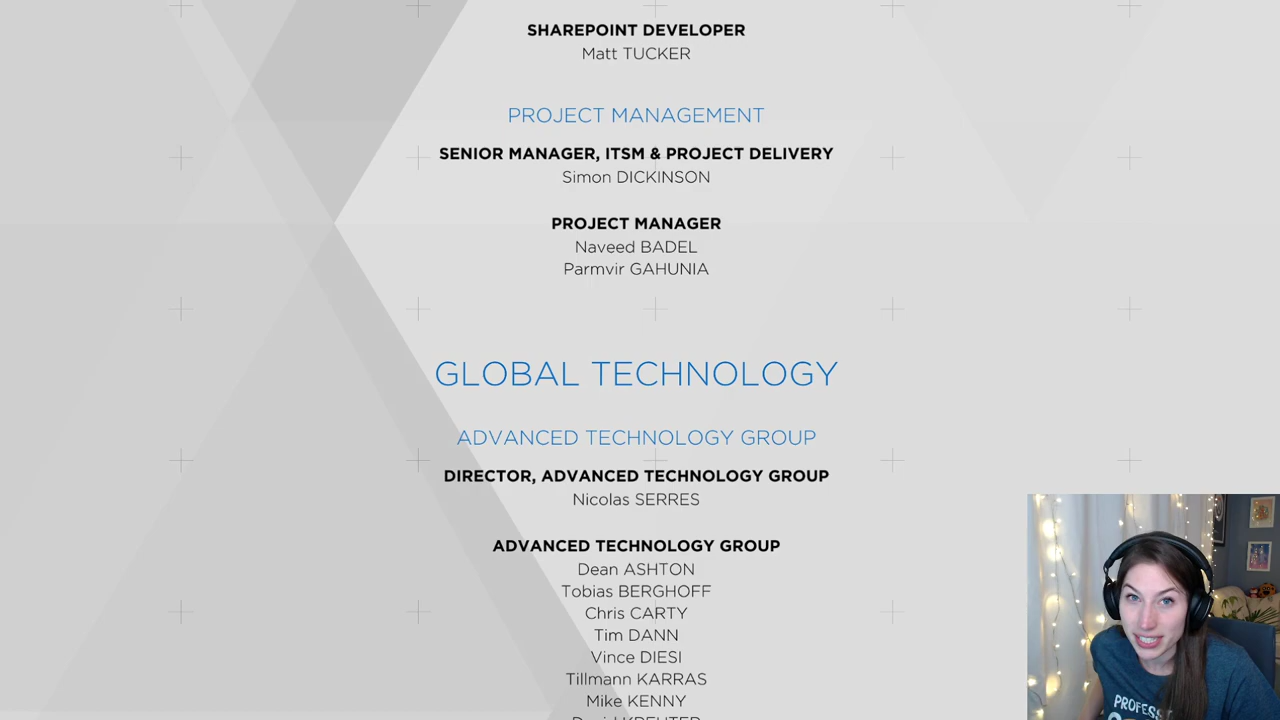 SHAREPOINT DEVELOPER
Matt TUCKER
PROJECT MANAGEMENT
SENIOR MANAGER, ITSM & PROJECT DELIVERY
Simon DICKINSON
PROJECT MANAGER
Naveed BADEL
Parmvir GAHUNIA
GLOBAL TECHNOLOGY
ADVANCED TECHNOLOGY GROUP
DIRECTOR, ADVANCED TECHNOLOGY GROUP
Nicolas SERRES
ADVANCED TECHNOLOGY GROUP
Dean ASHTON
Tobias BERGHOFF
Chris CARTY
Tim DANN
Vince DIESI
Tillmann KARRAS
Mike KENNY